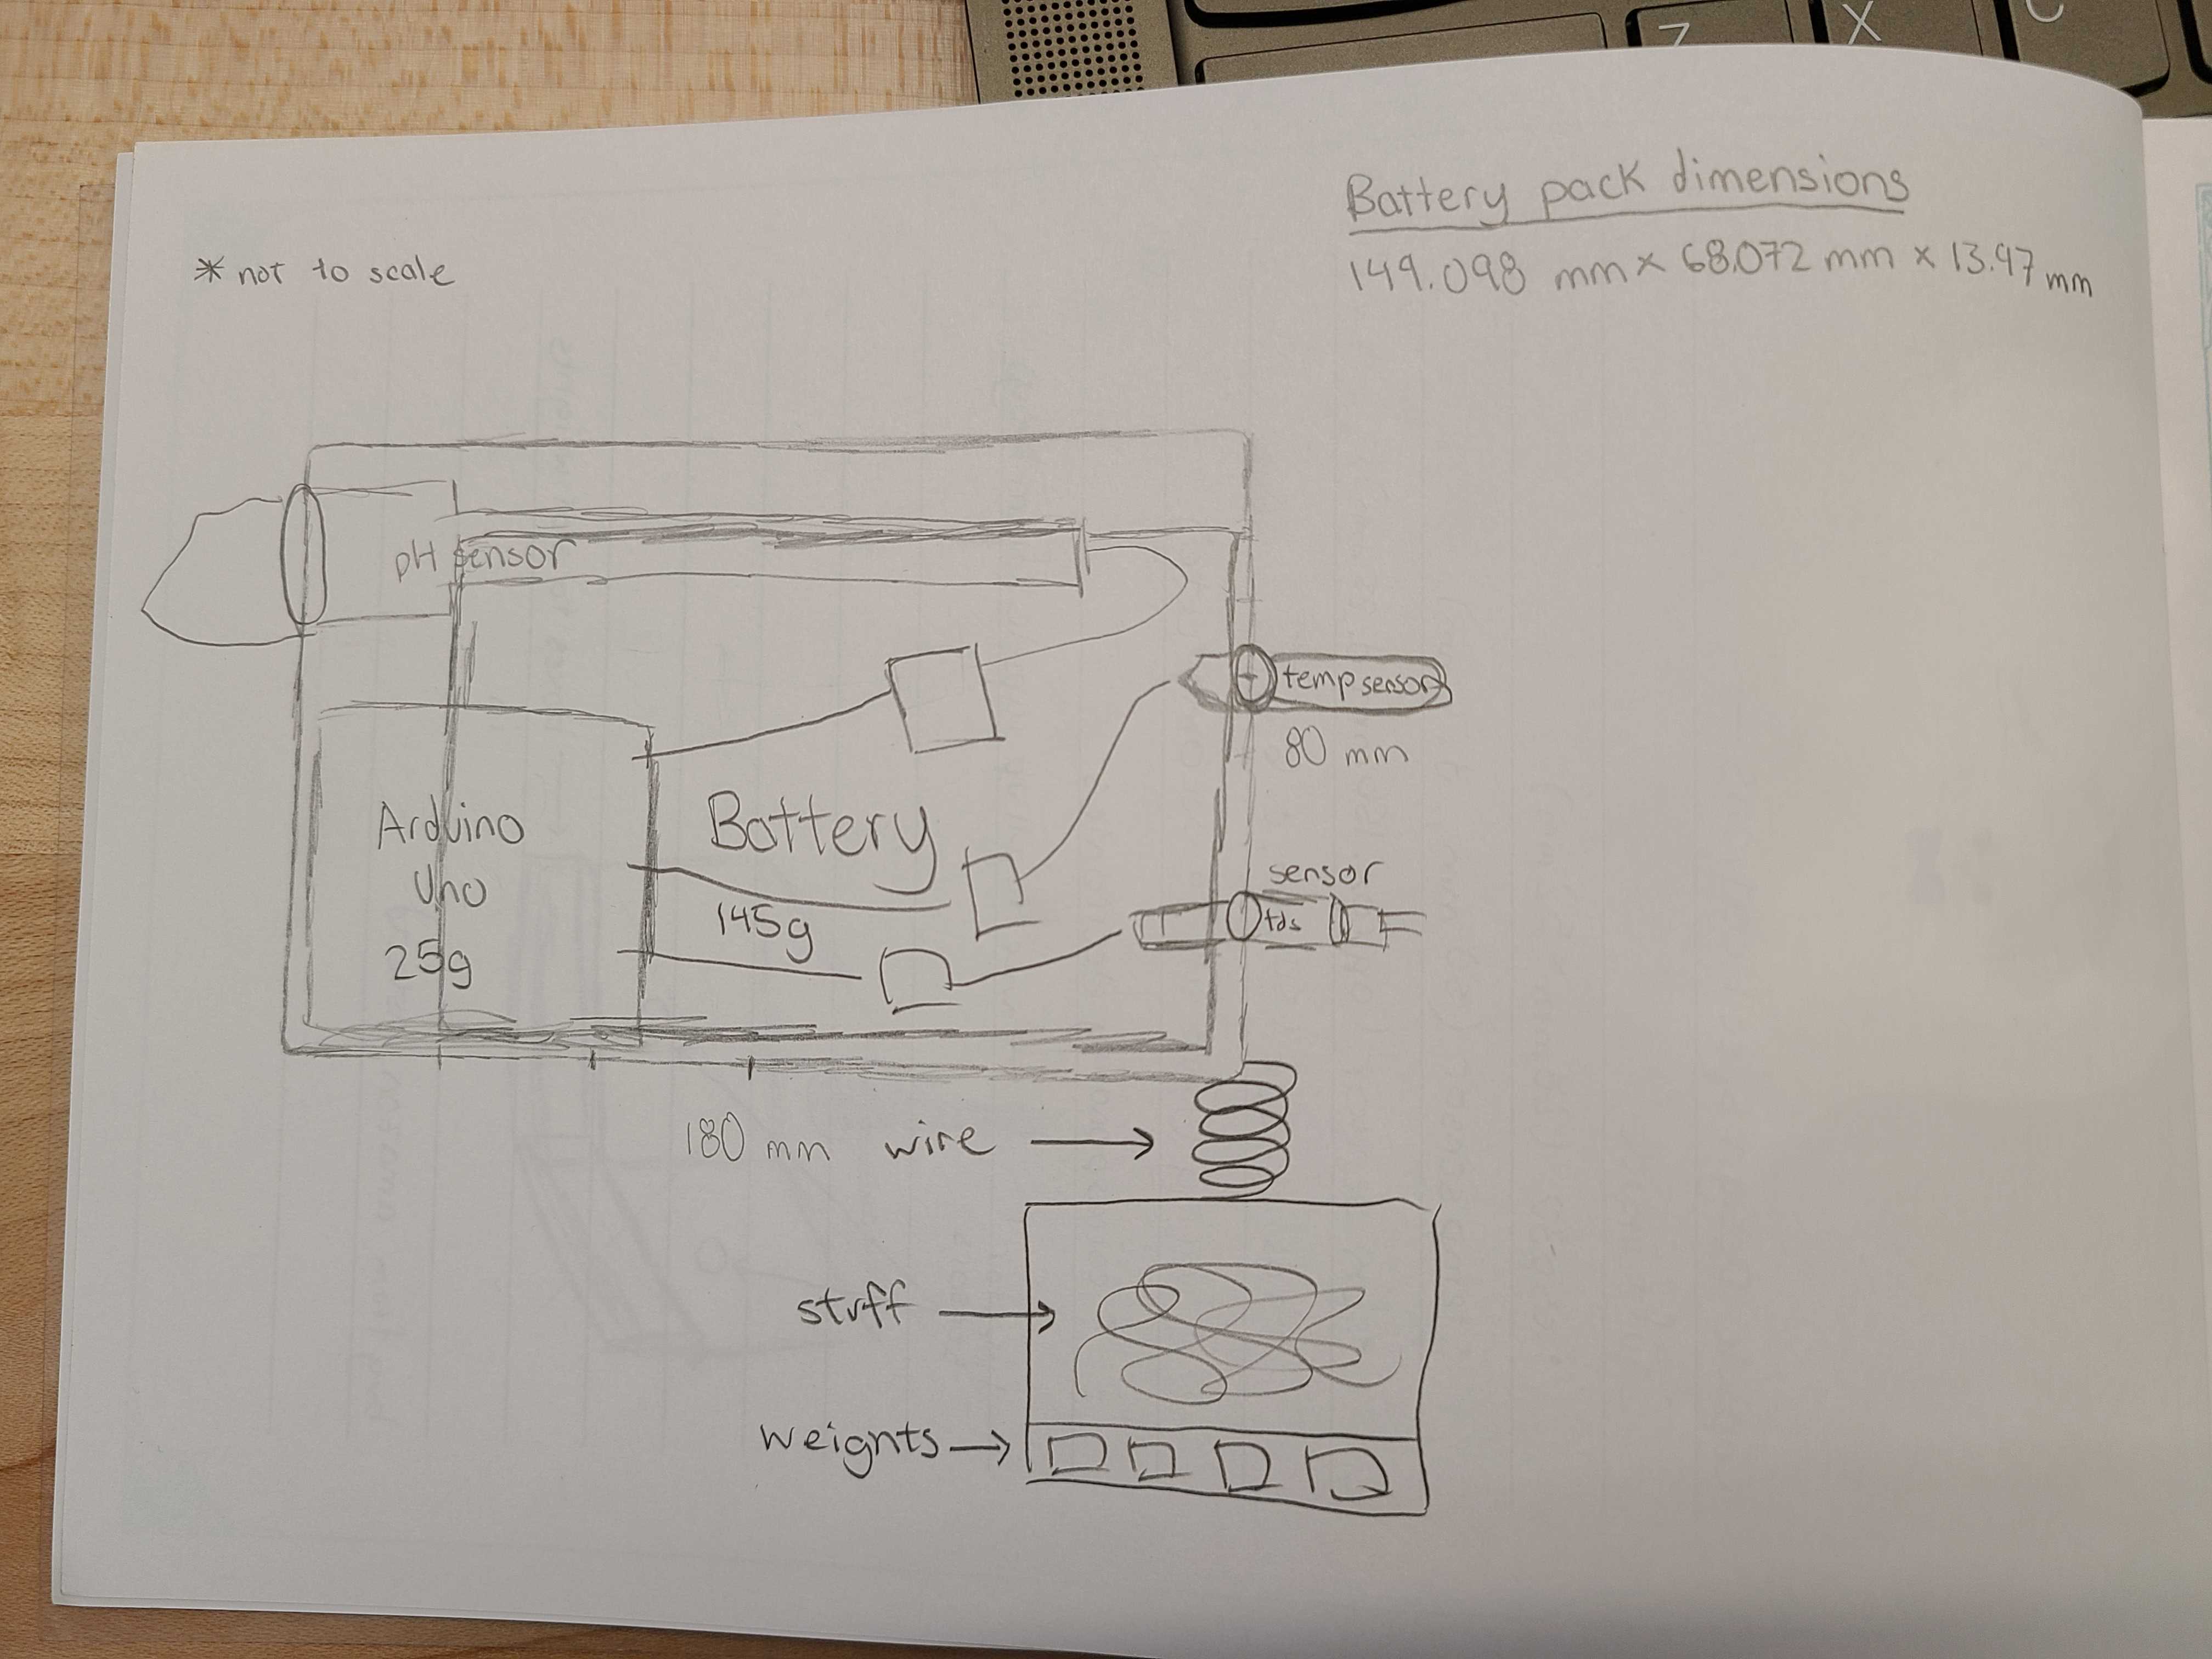 Z X C
Battery pack dimensions
149.098 mm x 68.072 mm x 13.97 mm
* not to scale
pH sensor
temp sensor
80 mm
Arduino
Uno
25g
Battery
145g
sensor
tds
180 mm wire
stuff
weights